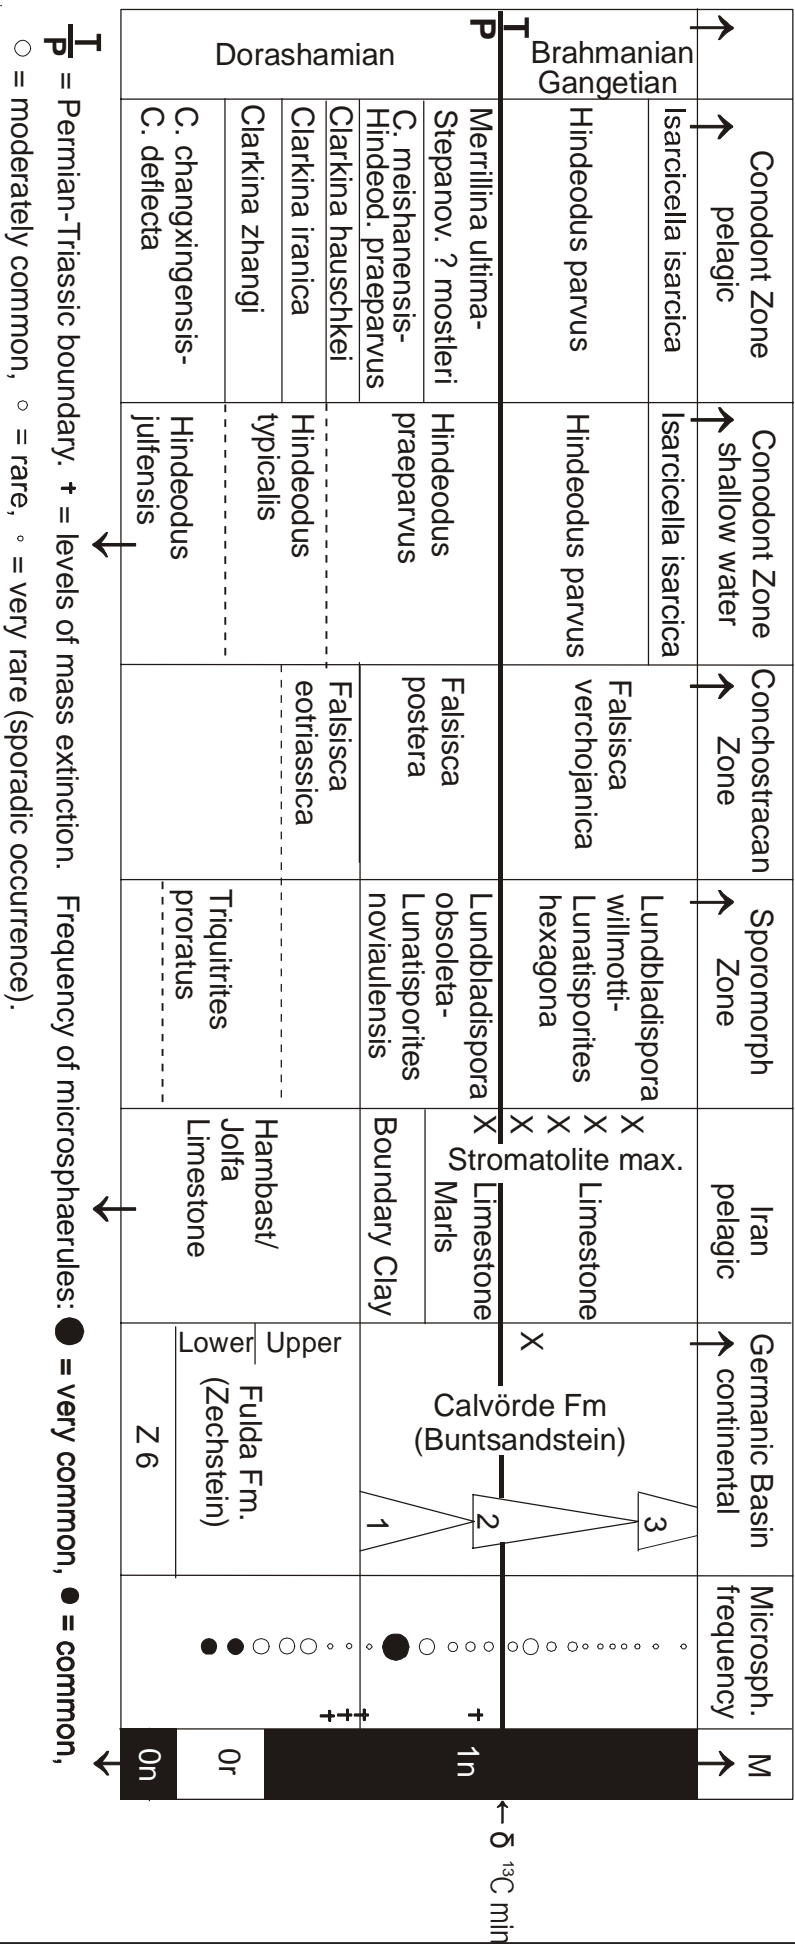 Conodont Zone
pelagic
Conodont Zone
shallow water
Conchostracan
Zone
Sporomorph
Zone
Iran
pelagic
Germanic Basin
continental
Microsph.
frequency
M
Brahmanian
Gangetian
T
P
Dorashamian
Isarcicella isarcica
Hindeodus parvus
Merrillina ultima-
Stepanov. ? mostleri
C. meishanensis-
Hindeod. praeparvus
Clarkina hauschkei
Clarkina iranica
Clarkina zhangi
C. changxingensis-
C. deflecta
Isarcicella isarcica
Hindeodus parvus
Hindeodus
praeparvus
Hindeodus
typicalis
Hindeodus
julfensis
Falsisca
verchojanica
Falsisca
postera
Falsisca
eotriassica
Lundbladispora
willmotti-
Lunatisporites
hexagona
Lundbladispora
obsoleta-
Lunatisporites
noviaulensis
Triquitrites
proratus
X
X
X
X
X
Stromatolite max.
Limestone
Limestone
Marls
Boundary Clay
Hambast/
Jolfa
Limestone
X
Calvörde Fm
(Buntsandstein)
3
2
1
Upper
Lower
Fulda Fm.
(Zechstein)
Z 6
1n
0r
0n
← δ ¹³C min
T
P = Permian-Triassic boundary. ✝ = levels of mass extinction. Frequency of microsphaerules: ● = very common, ● = common,
○ = moderately common, ○ = rare, ○ = very rare (sporadic occurrence).